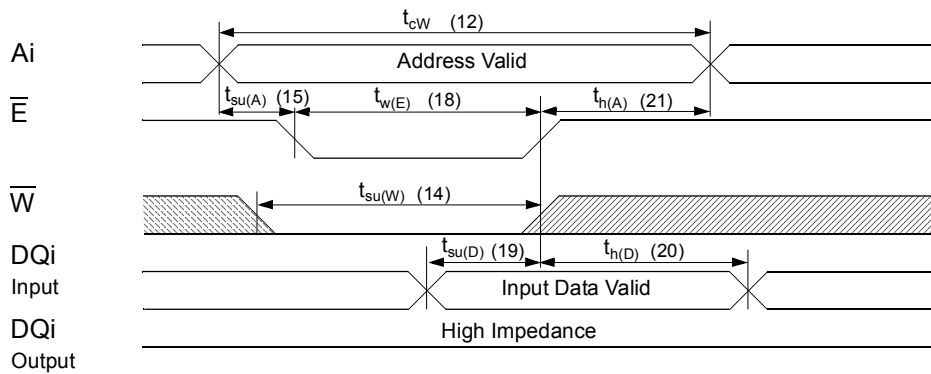 t_cW (12)
Ai
Address Valid
t_su(A) (15) t_w(E) (18) t_h(A) (21)
E̅
t_su(W) (14)
W̅
DQi
t_su(D) (19) t_h(D) (20)
Input
Input Data Valid
DQi
High Impedance
Output